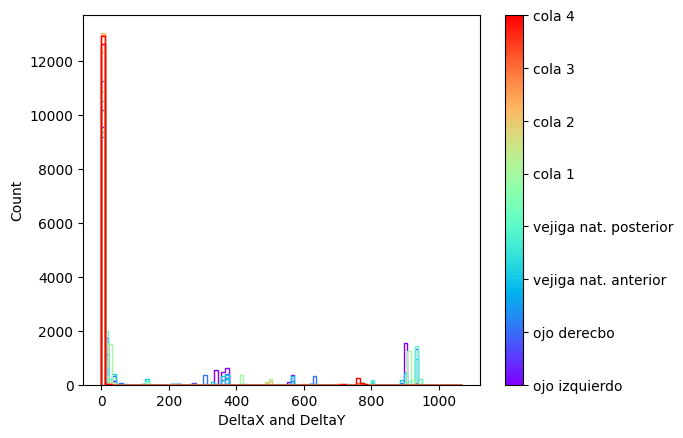 12000
10000
8000
6000
4000
2000
0
Count
0 200 400 600 800 1000
DeltaX and DeltaY
cola 4
cola 3
cola 2
cola 1
vejiga nat. posterior
vejiga nat. anterior
ojo derecbo
ojo izquierdo